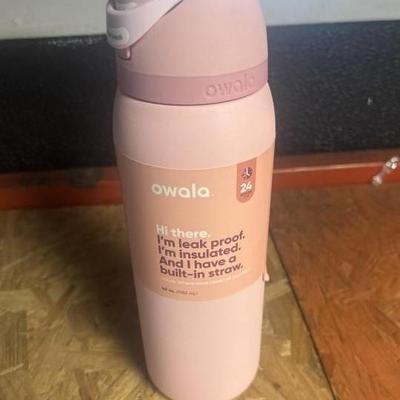 owala
owala
24
Hi there.
I'm leak proof.
I'm insulated.
And I have a
built-in straw.